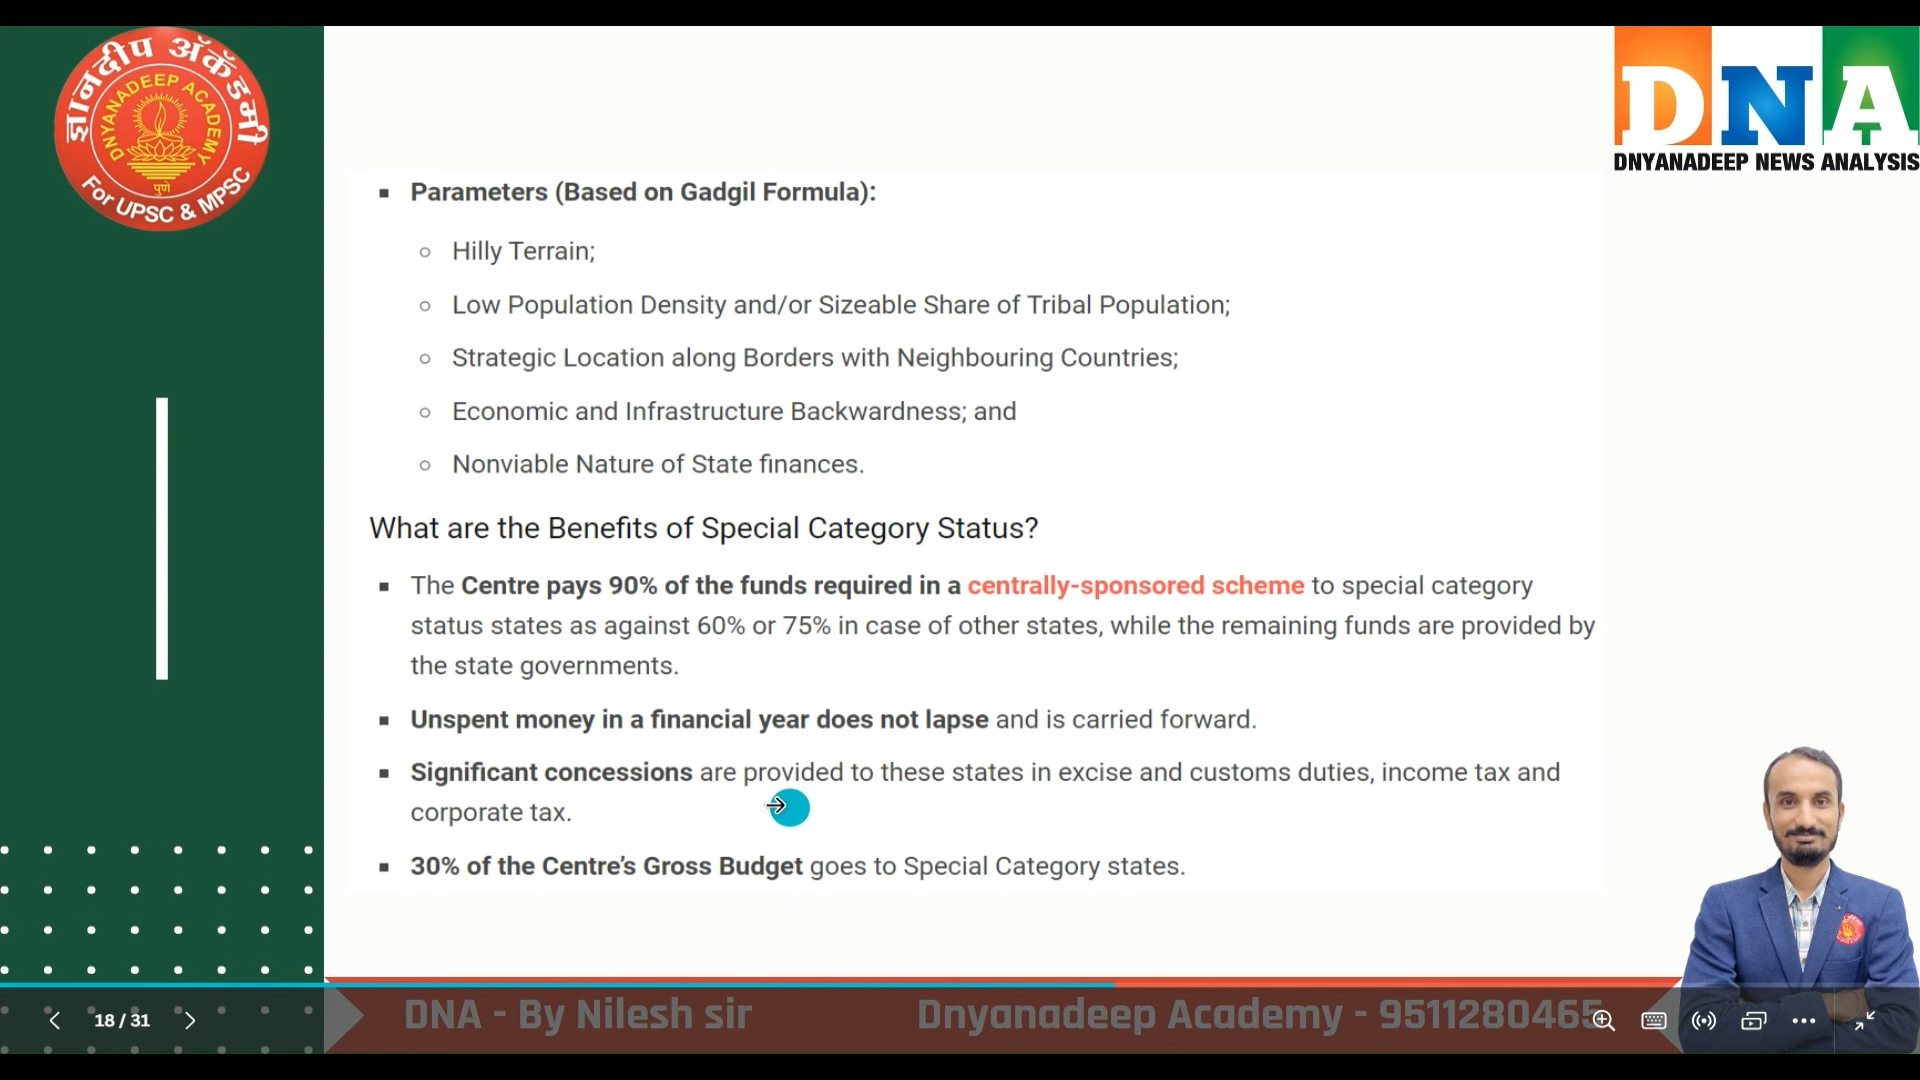 ज्ञानदीप अ‍ॅकॅडमी
DNYANADEEP ACADEMY
पुणे
For UPSC & MPSC
DNA
DNYANADEEP NEWS ANALYSIS
Parameters (Based on Gadgil Formula):
Hilly Terrain;
Low Population Density and/or Sizeable Share of Tribal Population;
Strategic Location along Borders with Neighbouring Countries;
Economic and Infrastructure Backwardness; and
Nonviable Nature of State finances.
What are the Benefits of Special Category Status?
The Centre pays 90% of the funds required in a centrally-sponsored scheme to special category
status states as against 60% or 75% in case of other states, while the remaining funds are provided by
the state governments.
Unspent money in a financial year does not lapse and is carried forward.
Significant concessions are provided to these states in excise and customs duties, income tax and
corporate tax.
30% of the Centre’s Gross Budget goes to Special Category states.
18 / 31
DNA - By Nilesh sir
Dnyanadeep Academy - 9511280465